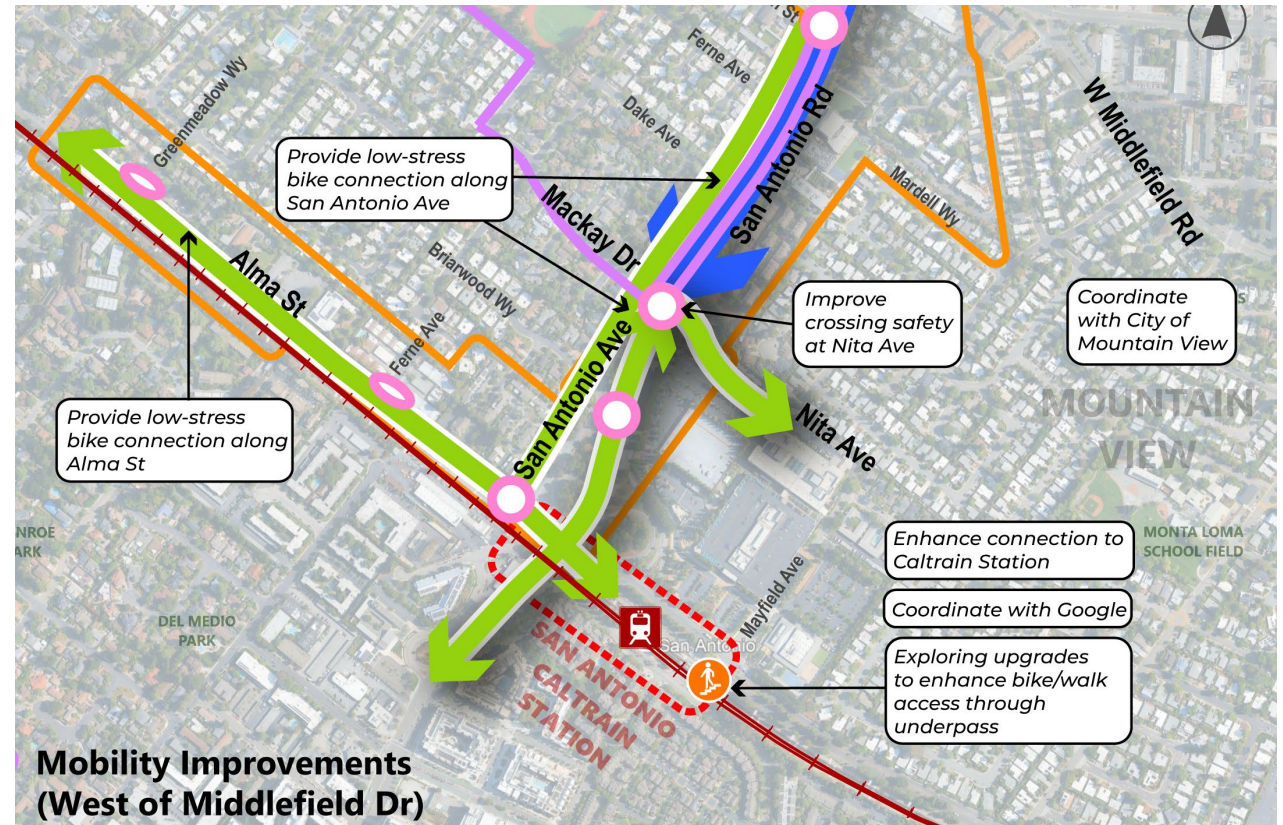 Ferne Ave
Greenmeadow Wy
Dake Ave
San Antonio Rd
W Middlefield Rd
Provide low-stress
bike connection along
San Antonio Ave
Mackay Dr
Mardell Wy
Alma St
Briarwood Wy
Improve
crossing safety
at Nita Ave
Coordinate
with City of
Mountain View
Ferne Ave
San Antonio Ave
Provide low-stress
bike connection along
Alma St
Nita Ave
MOUNTAIN
VIEW
MONTA LOMA
SCHOOL FIELD
Enhance connection to
Caltrain Station
Mayfield Ave
Coordinate with Google
DEL MEDIO
PARK
San Antonio
SAN ANTONIO
CALTRAIN
STATION
Exploring upgrades
to enhance bike/walk
access through
underpass
Mobility Improvements
(West of Middlefield Dr)